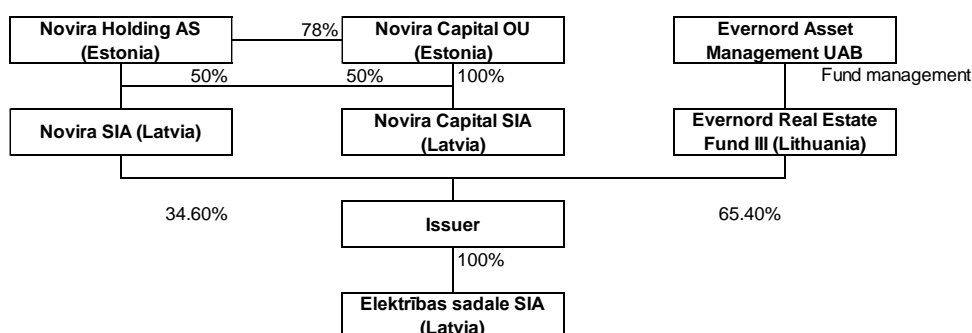 Novira Holding AS
(Estonia)
78%
Novira Capital OU
(Estonia)
Evernord Asset
Management UAB
50%
50%
100%
Fund management
Novira SIA (Latvia)
Novira Capital SIA
(Latvia)
Evernord Real Estate
Fund III (Lithuania)
34.60%
Issuer
65.40%
100%
Elektrības sadale SIA
(Latvia)